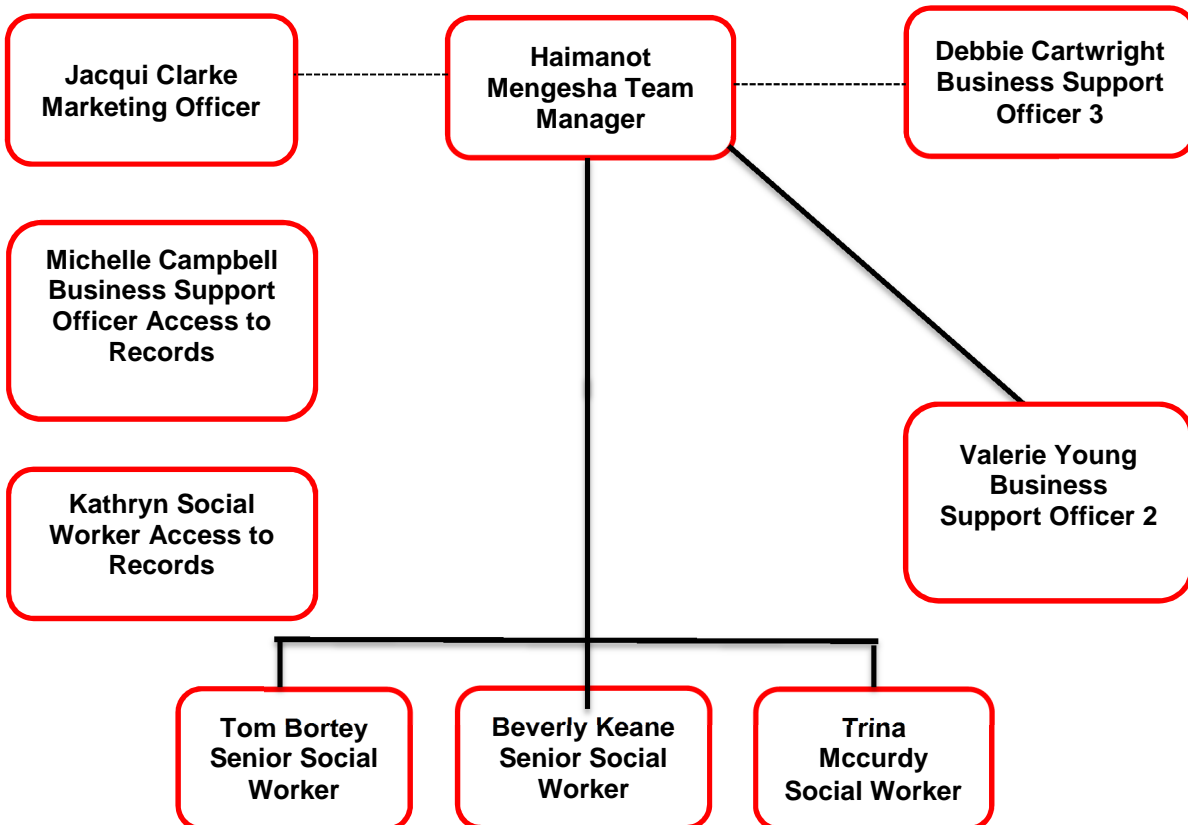 Jacqui Clarke
Marketing Officer
Haimanot
Mengesha Team
Manager
Debbie Cartwright
Business Support
Officer 3
Michelle Campbell
Business Support
Officer Access to
Records
Valerie Young
Business
Support Officer 2
Kathryn Social
Worker Access to
Records
Tom Bortey
Senior Social
Worker
Beverly Keane
Senior Social
Worker
Trina
Mccurdy
Social Worker